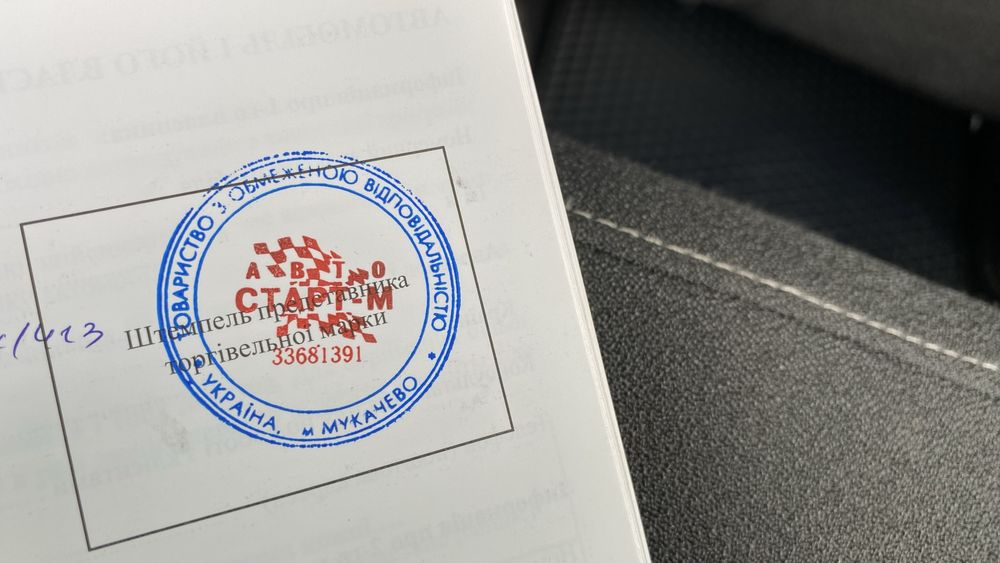 ТОВАРИСТВО З ОБМЕЖЕНОЮ ВІДПОВІДАЛЬНІСТЮ
АВТО
СТАРТ-М
Штемпель представника
торгівельної марки
33681391
* УКРАЇНА, м МУКАЧЕВО *